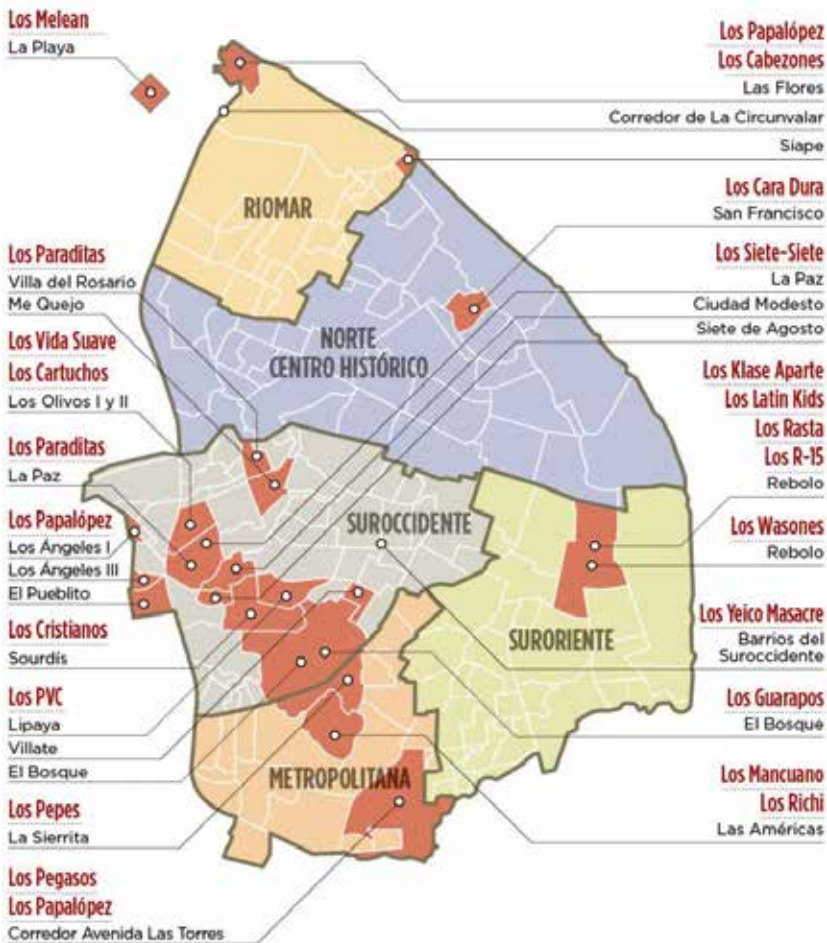 Los Melean
La Playa
Los Paraditas
Villa del Rosario
Me Quejo
Los Vida Suave
Los Cartuchos
Los Olivos I y II
Los Paraditas
La Paz
Los Papalópez
Los Ángeles I
Los Ángeles III
El Pueblito
Los Cristianos
Sourdís
Los PVC
Lipaya
Villate
El Bosque
Los Pepes
La Sierrita
Los Pegasos
Los Papalópez
Corredor Avenida Las Torres
RIOMAR
NORTE
CENTRO HISTÓRICO
SUROCCIDENTE
SURORIENTE
METROPOLITANA
Los Papalópez
Los Cabezones
Las Flores
Corredor de La Circunvalar
Siape
Los Cara Dura
San Francisco
Los Siete-Siete
La Paz
Ciudad Modesto
Siete de Agosto
Los Klase Aparte
Los Latin Kids
Los Rasta
Los R-15
Rebolo
Los Wasones
Rebolo
Los Yeico Masacre
Barrios del
Suroccidente
Los Guarapos
El Bosque
Los Mancuano
Los Richi
Las Américas